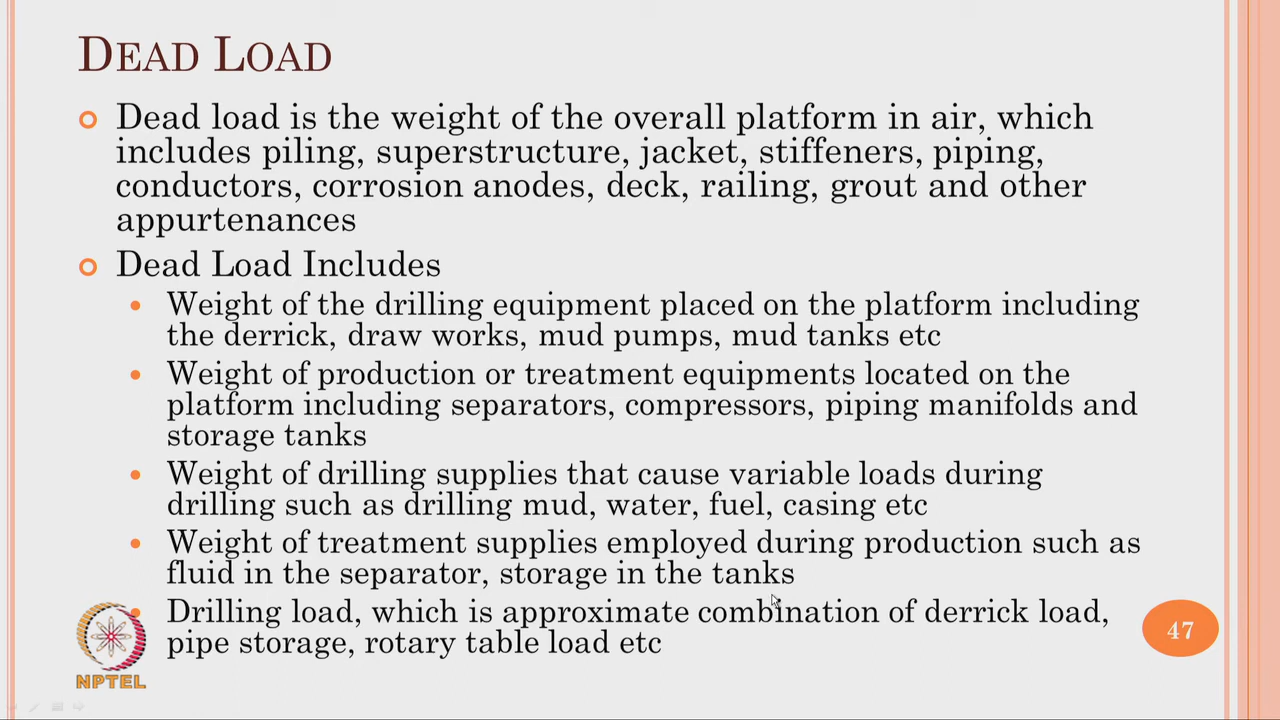 DEAD LOAD
Dead load is the weight of the overall platform in air, which
includes piling, superstructure, jacket, stiffeners, piping,
conductors, corrosion anodes, deck, railing, grout and other
appurtenances
Dead Load Includes
Weight of the drilling equipment placed on the platform including
the derrick, draw works, mud pumps, mud tanks etc
Weight of production or treatment equipments located on the
platform including separators, compressors, piping manifolds and
storage tanks
Weight of drilling supplies that cause variable loads during
drilling such as drilling mud, water, fuel, casing etc
Weight of treatment supplies employed during production such as
fluid in the separator, storage in the tanks
Drilling load, which is approximate combination of derrick load,
pipe storage, rotary table load etc
47
NPTEL